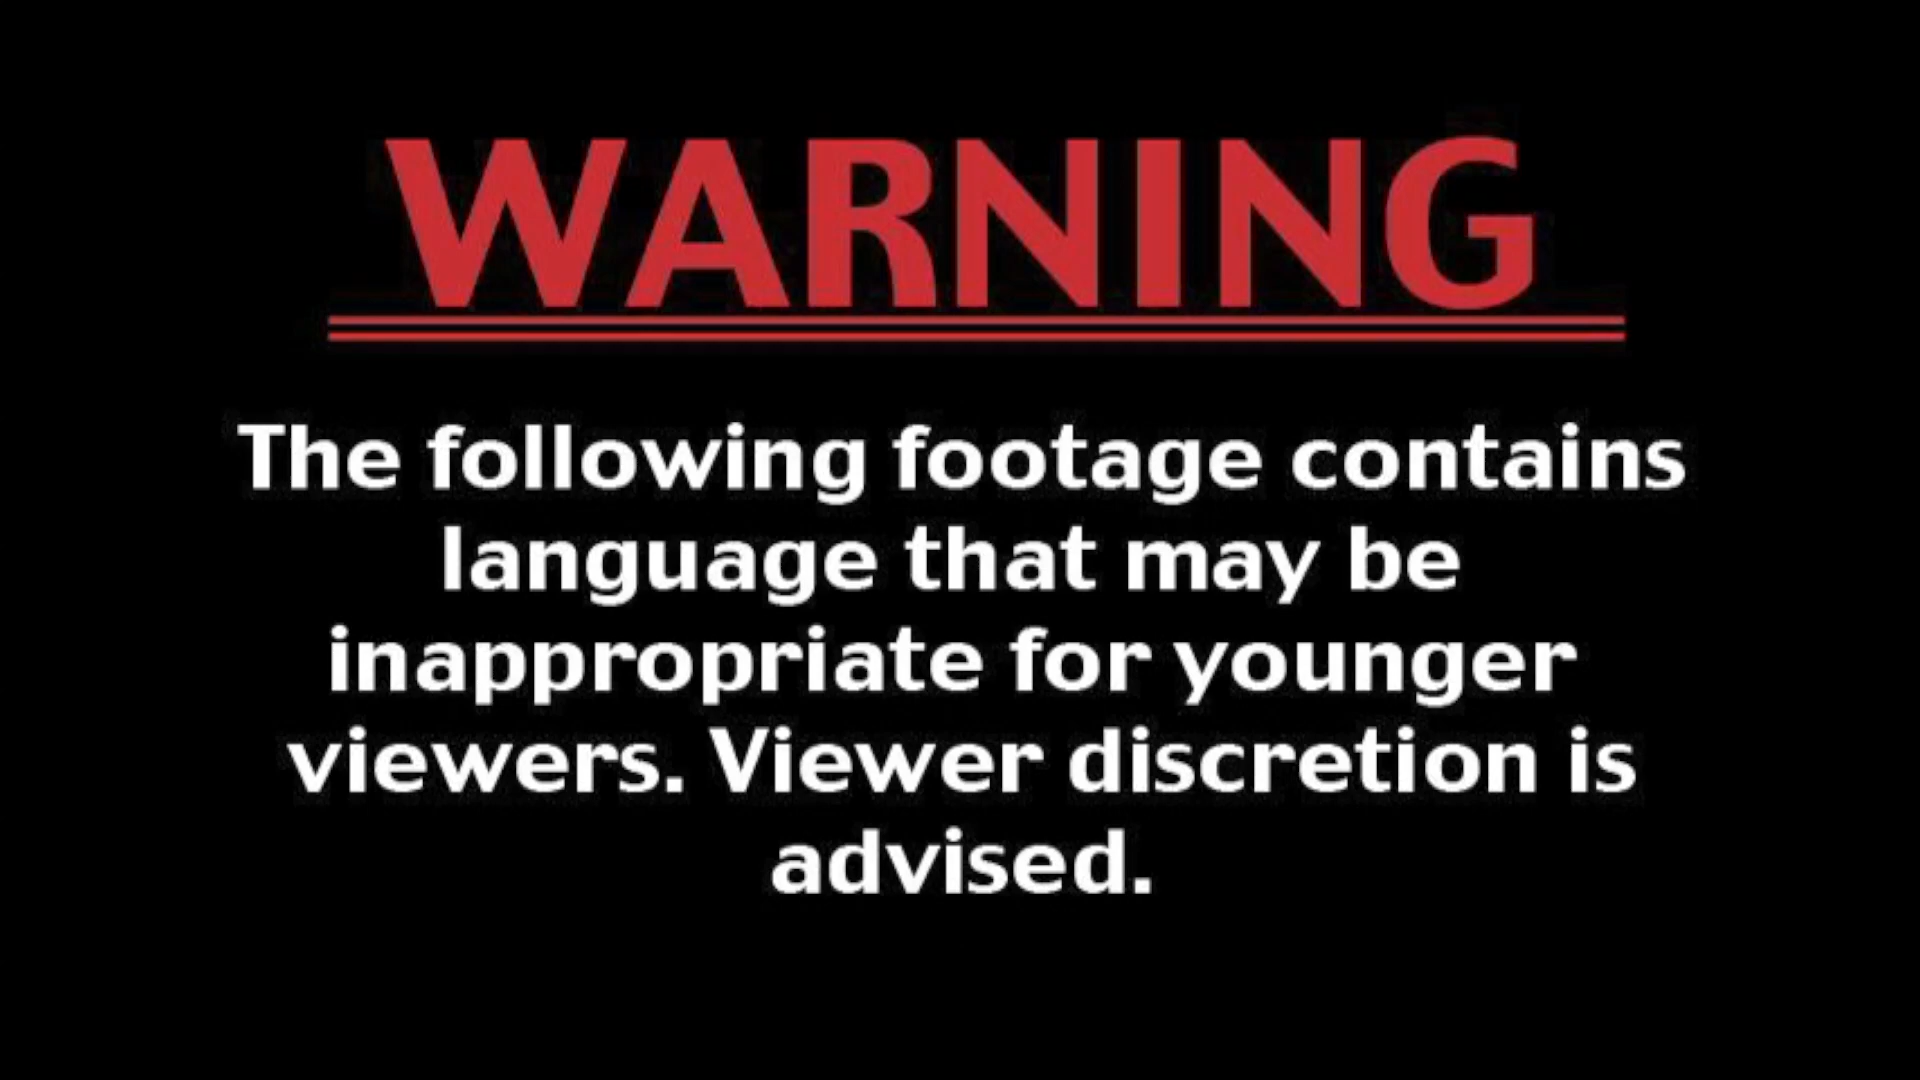 WARNING
The following footage contains
language that may be
inappropriate for younger
viewers. Viewer discretion is
advised.